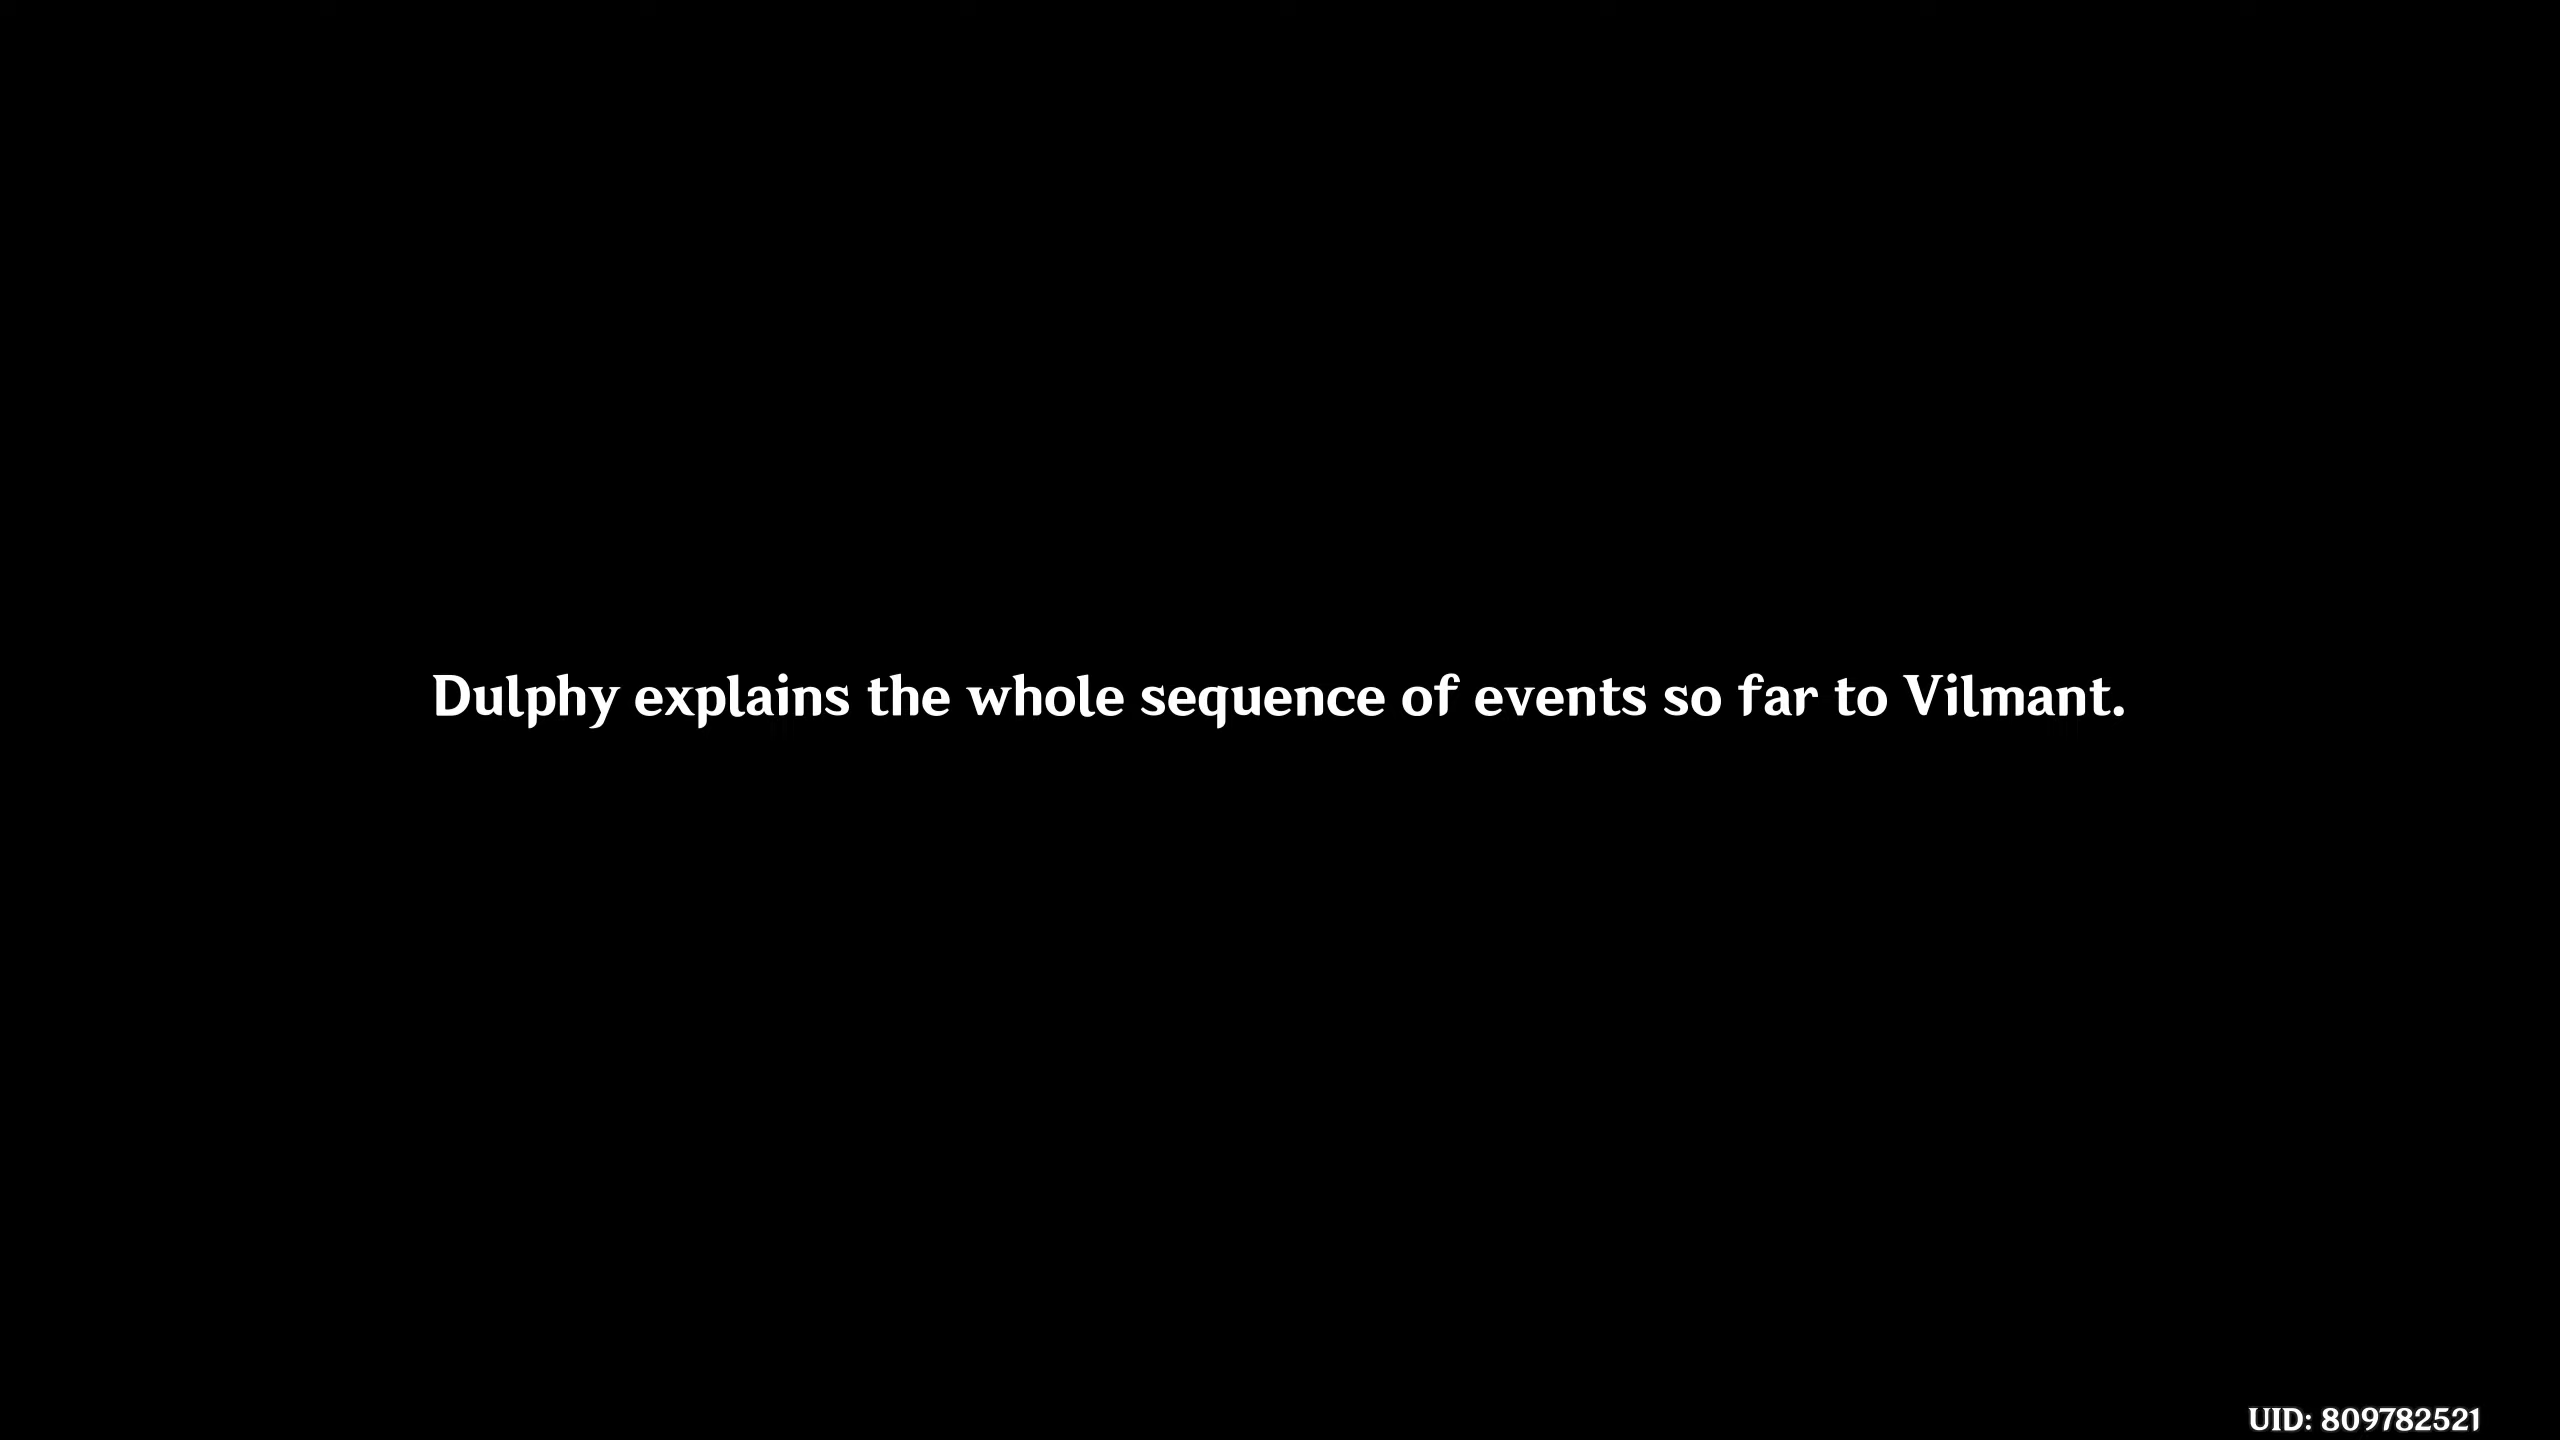 Dulphy explains the whole sequence of events so far to Vilmant.
UID: 809782521